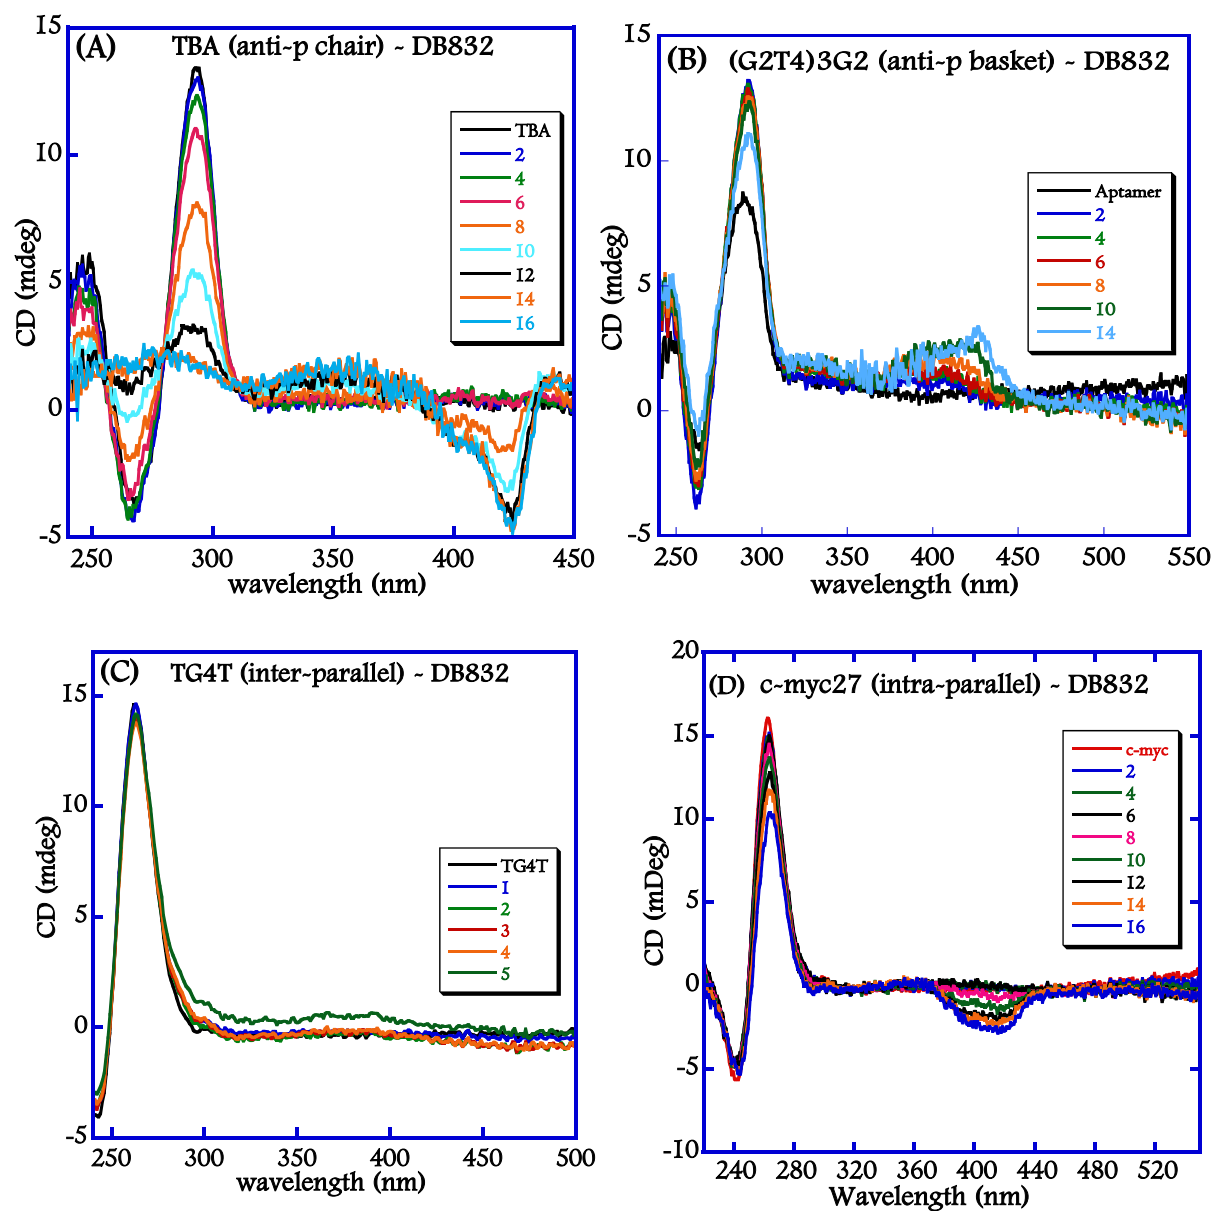 (A) TBA (anti-p chair) ~ DB832
15
10
5
0
-5
CD (mdeg)
TBA
2
4
6
8
10
12
14
16
250 300 350 400 450
wavelength (nm)
(B) (G2T4)3G2 (anti-p basket) ~ DB832
15
10
5
0
-5
CD (mdeg)
Aptamer
2
4
6
8
10
14
250 300 350 400 450 500 550
wavelength (nm)
(C) TG4T (inter-parallel) ~ DB832
15
10
5
0
-5
CD (mdeg)
TG4T
1
2
3
4
5
250 300 350 400 450 500
wavelength (nm)
(D) c-myc27 (intra-parallel) ~ DB832
20
15
10
5
0
-5
-10
CD (mDeg)
c-myc
2
4
6
8
10
12
14
16
240 280 320 360 400 440 480 520
Wavelength (nm)